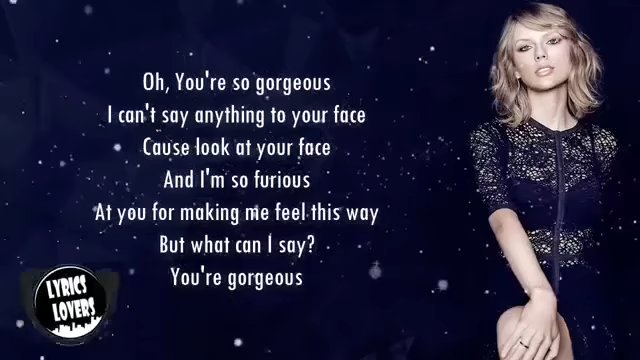 Oh, You're so gorgeous
I can't say anything to your face
Cause look at your face
And I'm so furious
At you for making me feel this way
But what can I say?
You're gorgeous
LYRICS
LOVERS